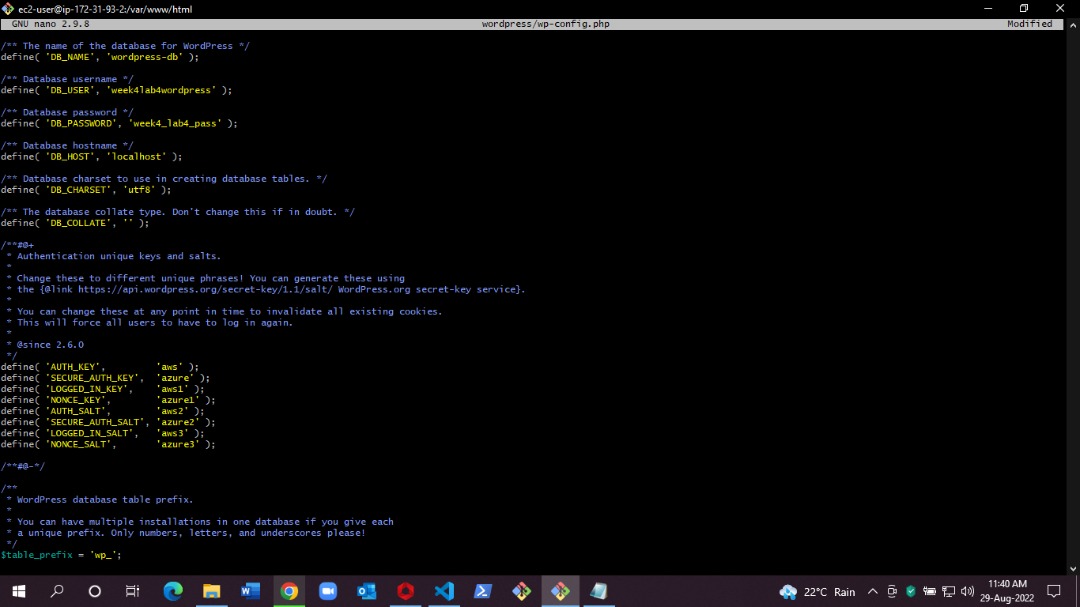 ec2-user@ip-172-31-93-2:/var/www/html
GNU nano 2.9.8 wordpress/wp-config.php Modified
/** The name of the database for WordPress */
define( 'DB_NAME', 'wordpress-db' );
/** Database username */
define( 'DB_USER', 'week4lab4wordpress' );
/** Database password */
define( 'DB_PASSWORD', 'week4_lab4_pass' );
/** Database hostname */
define( 'DB_HOST', 'localhost' );
/** Database charset to use in creating database tables. */
define( 'DB_CHARSET', 'utf8' );
/** The database collate type. Don't change this if in doubt. */
define( 'DB_COLLATE', '' );
/**#@+
* Authentication unique keys and salts.
*
* Change these to different unique phrases! You can generate these using
* the {@link https://api.wordpress.org/secret-key/1.1/salt/ WordPress.org secret-key service}.
*
* You can change these at any point in time to invalidate all existing cookies.
* This will force all users to have to log in again.
*
* @since 2.6.0
*/
define( 'AUTH_KEY', 'aws' );
define( 'SECURE_AUTH_KEY', 'azure' );
define( 'LOGGED_IN_KEY', 'aws1' );
define( 'NONCE_KEY', 'azure1' );
define( 'AUTH_SALT', 'aws2' );
define( 'SECURE_AUTH_SALT', 'azure2' );
define( 'LOGGED_IN_SALT', 'aws3' );
define( 'NONCE_SALT', 'azure3' );
/**#@-*/
/**
* WordPress database table prefix.
*
* You can have multiple installations in one database if you give each
* a unique prefix. Only numbers, letters, and underscores please!
*/
$table_prefix = 'wp_';
22°C Rain
11:40 AM
29-Aug-2022